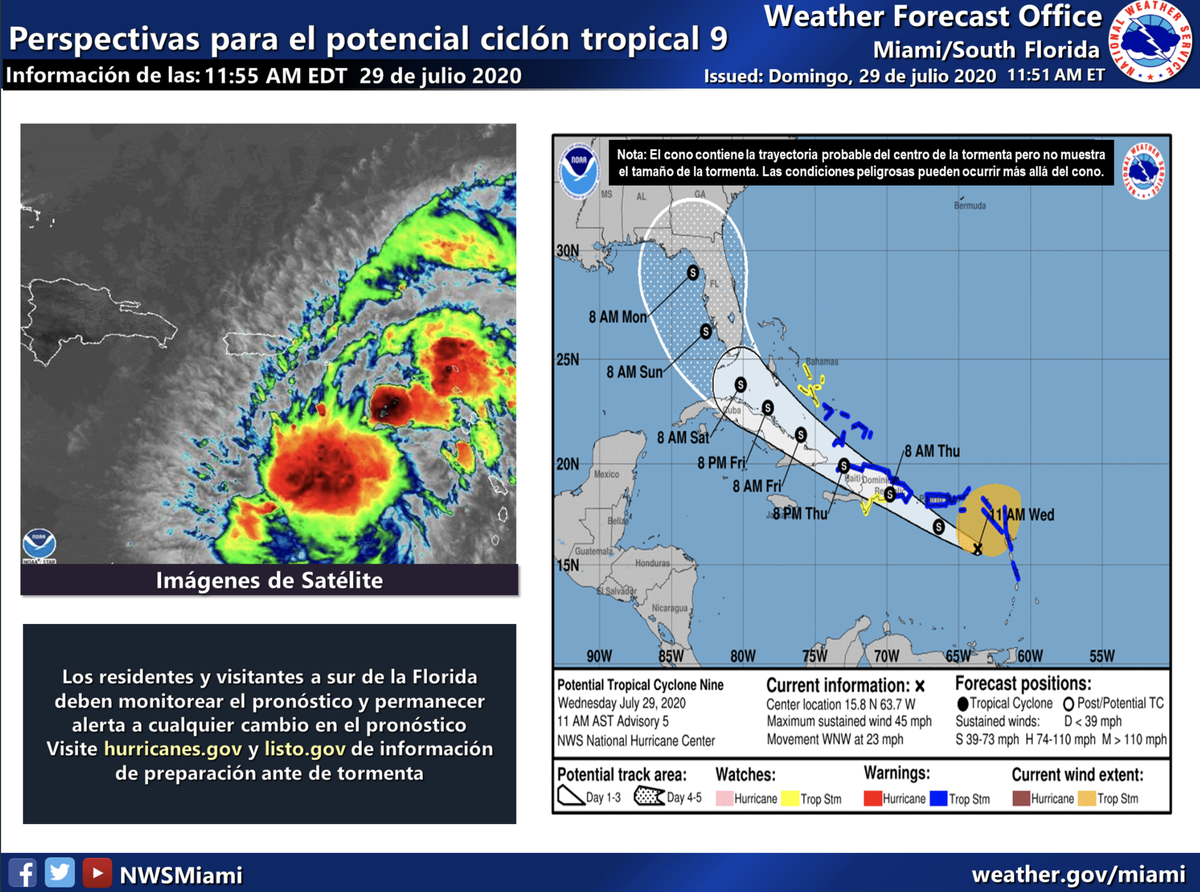 Perspectivas para el potencial ciclón tropical 9
Información de las: 11:55 AM EDT 29 de julio 2020
Weather Forecast Office
Miami/South Florida
Issued: Domingo, 29 de julio 2020 11:51 AM ET
NATIONAL WEATHER SERVICE
NOAA
Imágenes de Satélite
Los residentes y visitantes a sur de la Florida
deben monitorear el pronóstico y permanecer
alerta a cualquier cambio en el pronóstico
Visite hurricanes.gov y listo.gov de información
de preparación ante de tormenta
NOAA
Nota: El cono contiene la trayectoria probable del centro de la tormenta pero no muestra
el tamaño de la tormenta. Las condiciones peligrosas pueden ocurrir más allá del cono.
NATIONAL WEATHER SERVICE
MS
AL
GA
Bermuda
30N
S
FL
8 AM Mon
S
25N
Bahamas
8 AM Sun
S
S
Cuba
8 AM Sat
S
8 AM Thu
20N
8 PM Fri
S
Mexico
Haiti
8 AM Fri
S
8 PM Thu
11 AM Wed
Belize
S
Guatemala
15N
Honduras
El Salvador
Nicaragua
90W 85W 80W 75W 70W 65W 60W 55W
Potential Tropical Cyclone Nine
Wednesday July 29, 2020
11 AM AST Advisory 5
NWS National Hurricane Center
Current information: x
Center location 15.8 N 63.7 W
Maximum sustained wind 45 mph
Movement WNW at 23 mph
Forecast positions:
Tropical Cyclone Post/Potential TC
Sustained winds: D < 39 mph
S 39-73 mph H 74-110 mph M > 110 mph
Potential track area:
Day 1-3 Day 4-5
Watches:
Hurricane Trop Stm
Warnings:
Hurricane Trop Stm
Current wind extent:
Hurricane Trop Stm
NWSMiami
weather.gov/miami